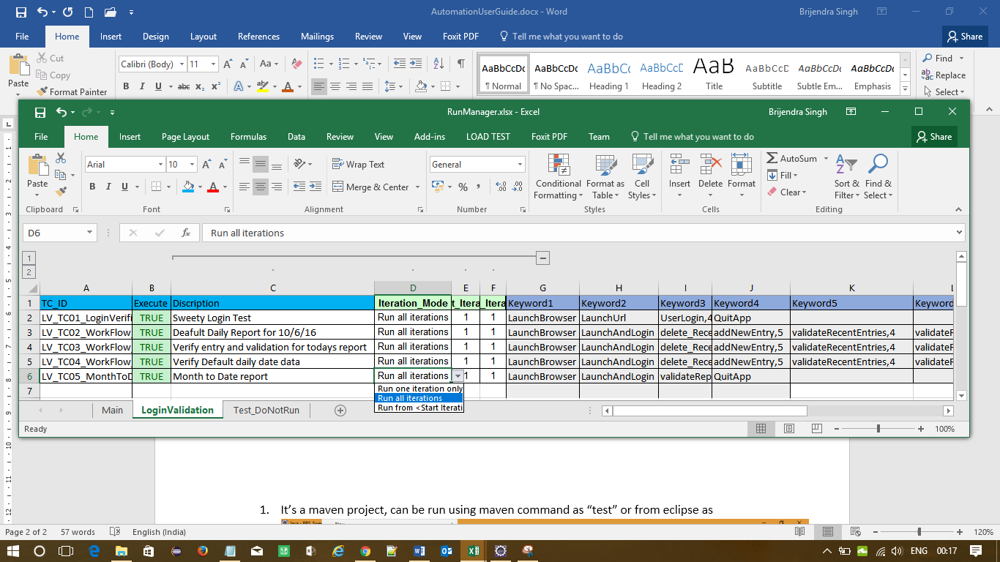 AutomationUserGuide.docx - Word Brijendra Singh
File Home Insert Design Layout References Mailings Review View Foxit PDF Tell me what you want to do Share
Cut
Copy
Format Painter
Paste
Calibri (Body) 11
AaBbCcDc AaBbCcDc AaBbCc AaBbCcD AaB AaBbCcD AaBbCcDc AaBbCcDc
¶ Normal ¶ No Spac... Heading 1 Heading 2 Title Subtitle Subtle Em... Emphasis
Find
Replace
Select
RunManager.xlsx - Excel Brijendra Singh
File Home Insert Page Layout Formulas Data Review View Add-ins LOAD TEST Foxit PDF Team Tell me what you want to do Share
Paste
Arial 10
Wrap Text
Merge & Center
General
Conditional Formatting
Format as Table
Cell Styles
Insert Delete Format
AutoSum
Fill
Clear
Sort & Filter
Find & Select
Clipboard Font Alignment Number Styles Cells Editing
D6 fx Run all iterations
1
2
A B C D E F G H I J K L
1 TC_ID Execute Discription Iteration_Mode t_Itera _Itera Keyword1 Keyword2 Keyword3 Keyword4 Keyword5 Keyword
2 LV_TC01_LoginVerifi TRUE Sweety Login Test Run all iterations 1 1 LaunchBrowser LaunchUrl UserLogin,4 QuitApp
3 LV_TC02_WorkFlow TRUE Deafult Daily Report for 10/6/16 Run all iterations 1 1 LaunchBrowser LaunchAndLogin delete_Rece addNewEntry,5 validateRecentEntries,4 validateR
4 LV_TC03_WorkFlow TRUE Verify entry and validation for todays report Run all iterations 1 1 LaunchBrowser LaunchAndLogin delete_Rece addNewEntry,5 validateRecentEntries,4 validateR
5 LV_TC04_WorkFlow TRUE Verify Default daily date data Run all iterations 1 1 LaunchBrowser LaunchAndLogin delete_Rece addNewEntry,5 validateRecentEntries,4 validateR
6 LV_TC05_MonthToD TRUE Month to Date report Run all iterations 1 1 LaunchBrowser LaunchAndLogin validateRep QuitApp
7
Run one iteration only
Run all iterations
Run from <Start Iterati
Main LoginValidation Test_DoNotRun
Ready 100%
1. It’s a maven project, can be run using maven command as “test” or from eclipse as
Page 2 of 2 57 words English (India) 120%
ENG 00:17